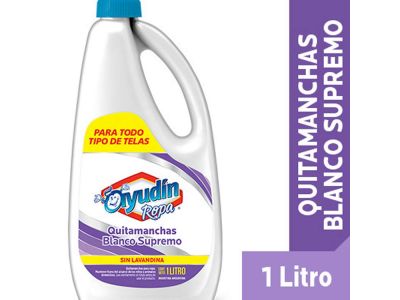 PARA TODO
TIPO DE TELAS
Ayudín
Ropa
Quitamanchas
Blanco Supremo
SIN LAVANDINA
1 LITRO
QUITAMANCHAS
BLANCO SUPREMO
1 Litro